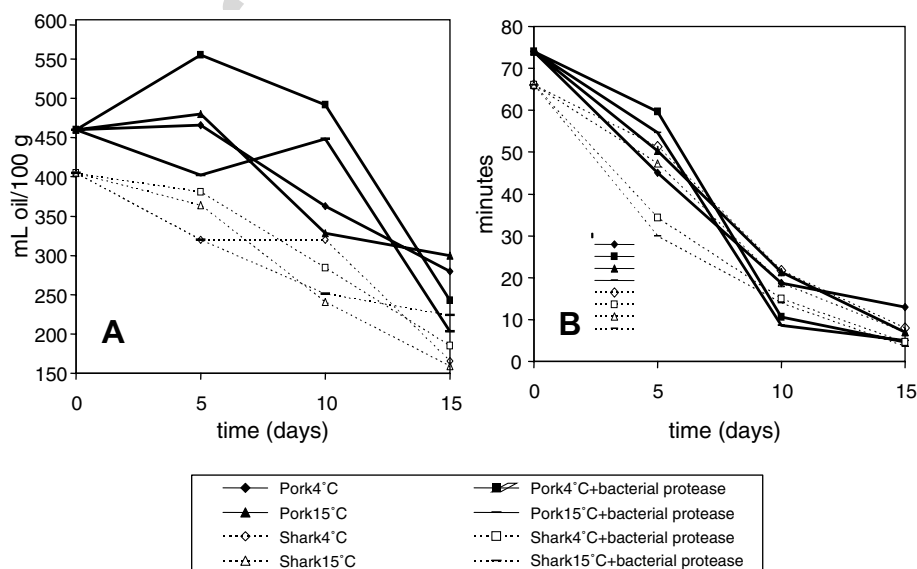 600
550
500
450
400
350
300
250
200
150
mL oil/100 g
A
0 5 10 15
time (days)
80
70
60
50
40
30
20
10
0
minutes
B
0 5 10 15
time (days)
Pork4˚C
Pork15˚C
Shark4˚C
Shark15˚C
Pork4˚C+bacterial protease
Pork15˚C+bacterial protease
Shark4˚C+bacterial protease
Shark15˚C+bacterial protease